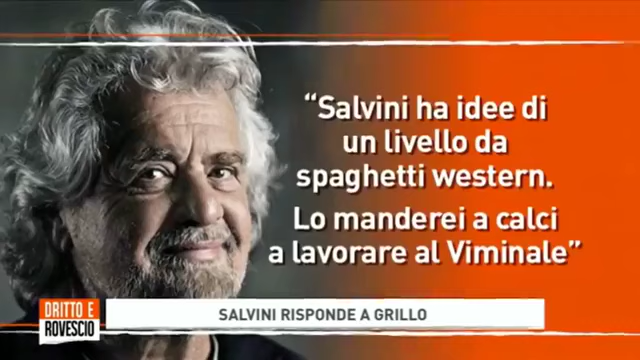 “Salvini ha idee di
un livello da
spaghetti western.
Lo manderei a calci
a lavorare al Viminale”
DRITTO E
ROVESCIO
SALVINI RISPONDE A GRILLO